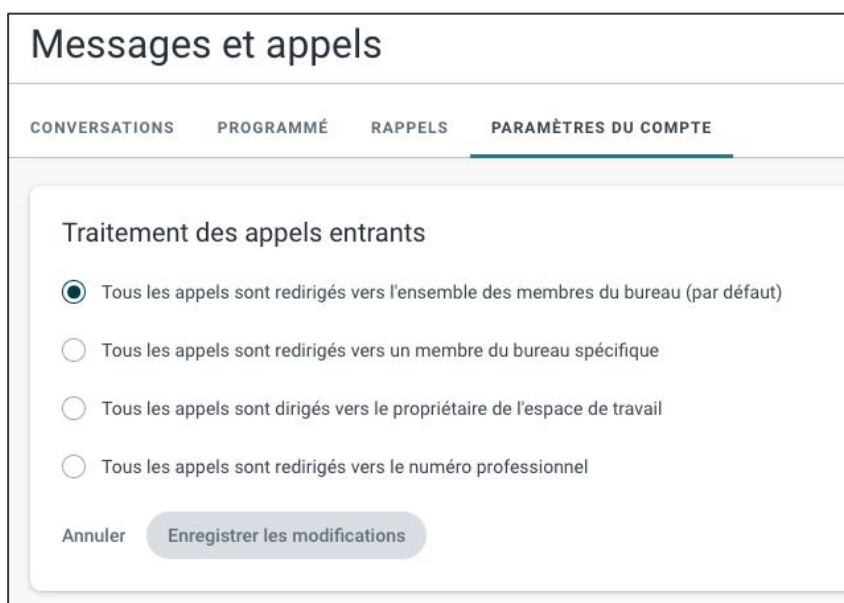 Messages et appels
CONVERSATIONS PROGRAMMÉ RAPPELS PARAMÈTRES DU COMPTE
Traitement des appels entrants
Tous les appels sont redirigés vers l'ensemble des membres du bureau (par défaut)
Tous les appels sont redirigés vers un membre du bureau spécifique
Tous les appels sont dirigés vers le propriétaire de l'espace de travail
Tous les appels sont redirigés vers le numéro professionnel
Annuler Enregistrer les modifications